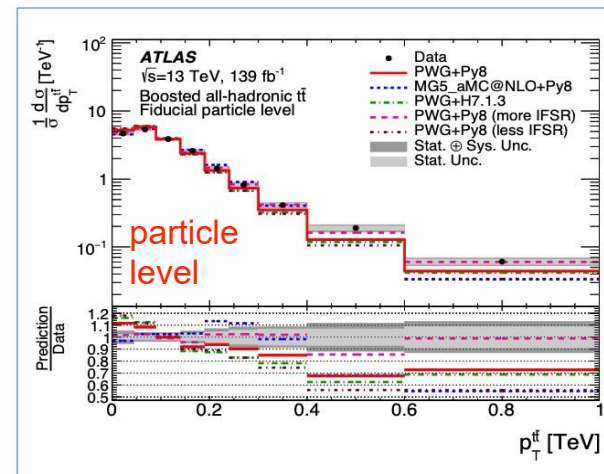 ATLAS
√s=13 TeV, 139 fb⁻¹
Boosted all-hadronic tt̄
Fiducial particle level
Data
PWG+Py8
MG5_aMC@NLO+Py8
PWG+H7.1.3
PWG+Py8 (more IFSR)
PWG+Py8 (less IFSR)
Stat. ⊕ Sys. Unc.
Stat. Unc.
1/σ dσ/dp_T^tt̄ [TeV⁻¹]
10²
10
1
10⁻¹
particle
level
Prediction
Data
1.2
1.1
1
0.9
0.8
0.7
0.6
0.5
0 0.2 0.4 0.6 0.8 1
p_T^tt̄ [TeV]